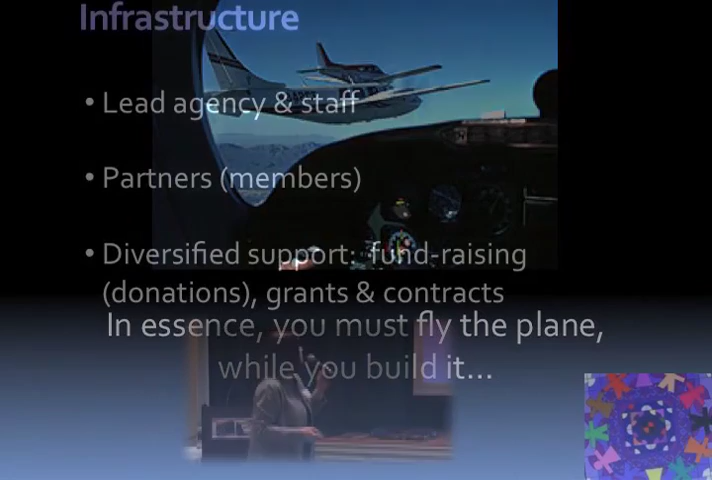 Infrastructure
• Lead agency & staff
• Partners (members)
• Diversified support: fund-raising
(donations), grants & contracts
In essence, you must fly the plane,
while you build it...